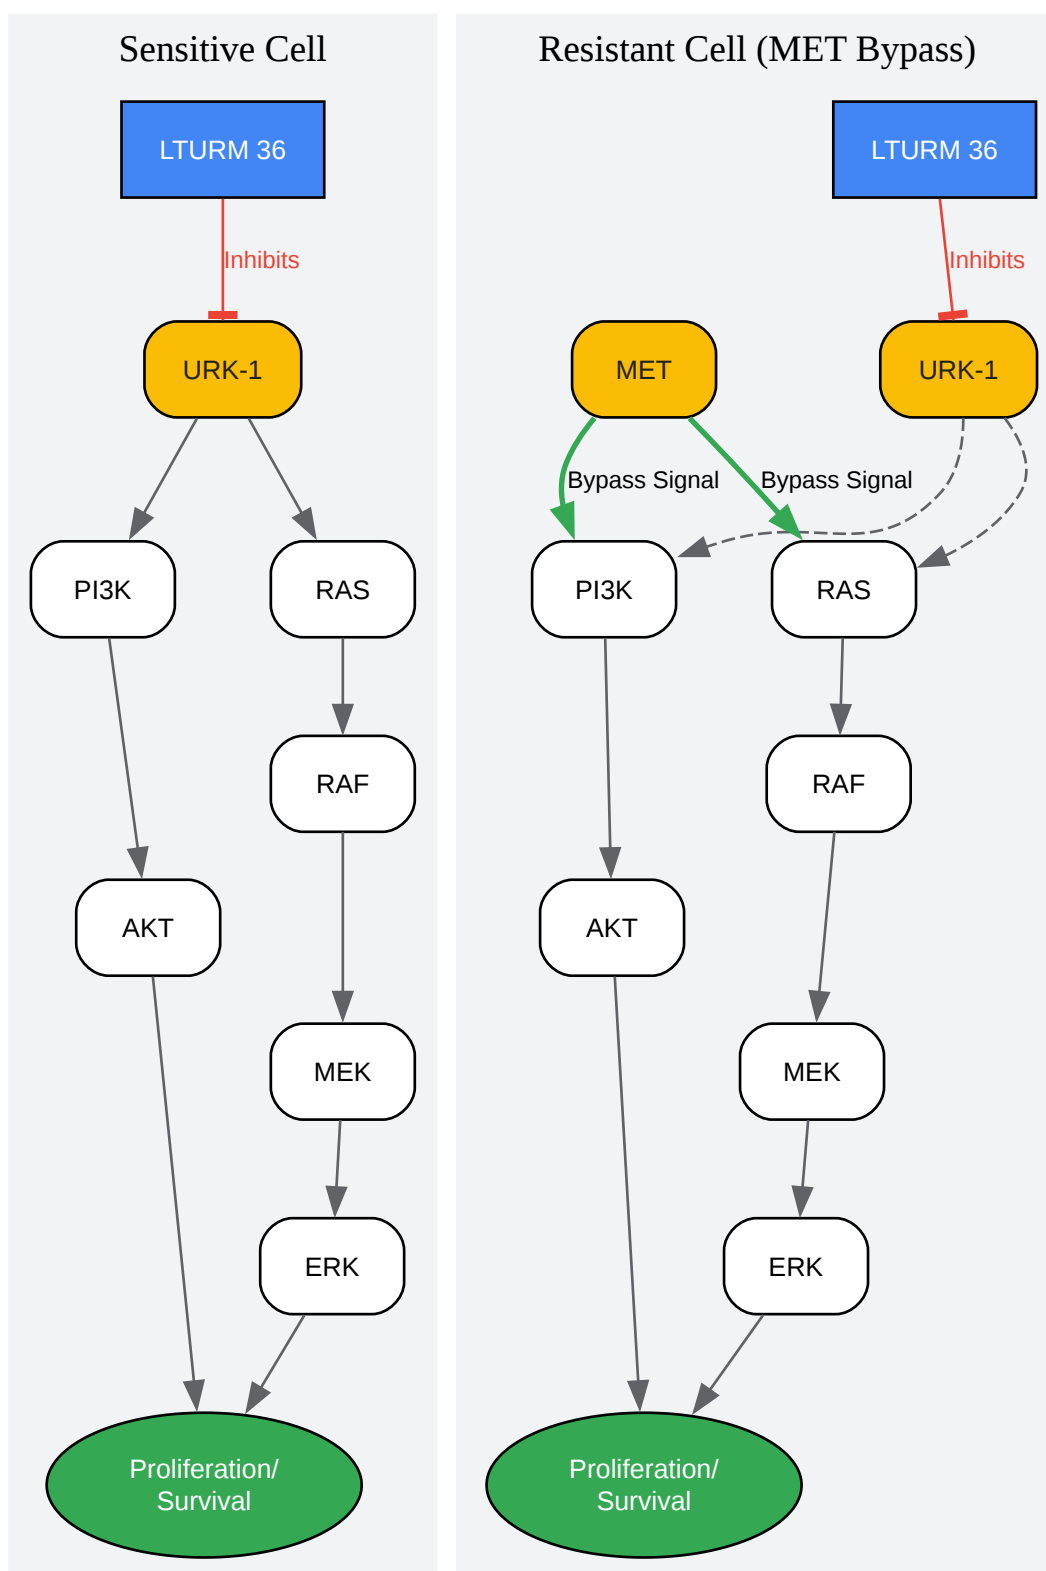 Sensitive Cell
LTURM 36
Inhibits
URK-1
PI3K
RAS
RAF
AKT
MEK
ERK
Proliferation/
Survival
Resistant Cell (MET Bypass)
LTURM 36
Inhibits
MET
URK-1
Bypass Signal
Bypass Signal
PI3K
RAS
RAF
AKT
MEK
ERK
Proliferation/
Survival